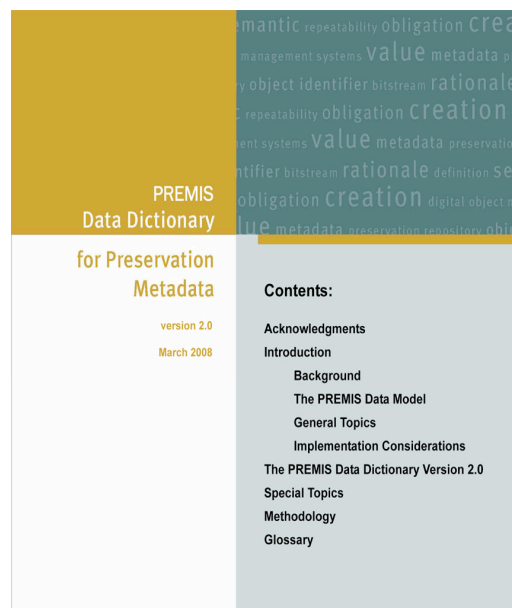 mantic repeatability obligation crea
management systems value metadata p
y object identifier bitstream rationale
c repeatability obligation creation
ent systems value metadata preservatio
ntifier bitstream rationale definition se
obligation creation digital object m
lue metadata preservation repository obje
PREMIS
Data Dictionary
for Preservation
Metadata
version 2.0
March 2008
Contents:
Acknowledgments
Introduction
Background
The PREMIS Data Model
General Topics
Implementation Considerations
The PREMIS Data Dictionary Version 2.0
Special Topics
Methodology
Glossary